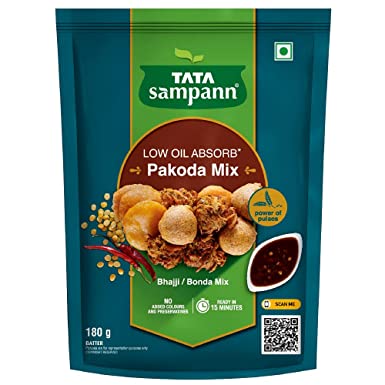 TATA
sampann
LOW OIL ABSORB*
Pakoda Mix
power of
pulses
Bhajji / Bonda Mix
NO
ADDED COLOURS
AND PRESERVATIVES
READY IN
15 MINUTES
SCAN ME
180 g
BATTER